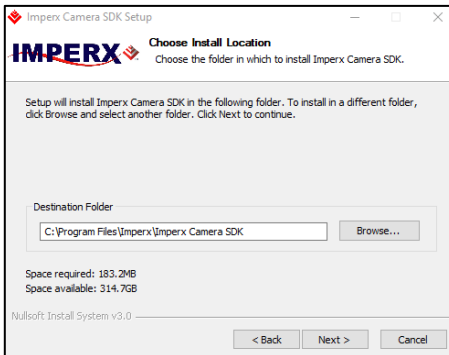 Imperx Camera SDK Setup
IMPERX
Choose Install Location
Choose the folder in which to install Imperx Camera SDK.
Setup will install Imperx Camera SDK in the following folder. To install in a different folder,
click Browse and select another folder. Click Next to continue.
Destination Folder
C:\Program Files\Imperx\Imperx Camera SDK
Browse...
Space required: 183.2MB
Space available: 314.7GB
Nullsoft Install System v3.0
< Back
Next >
Cancel